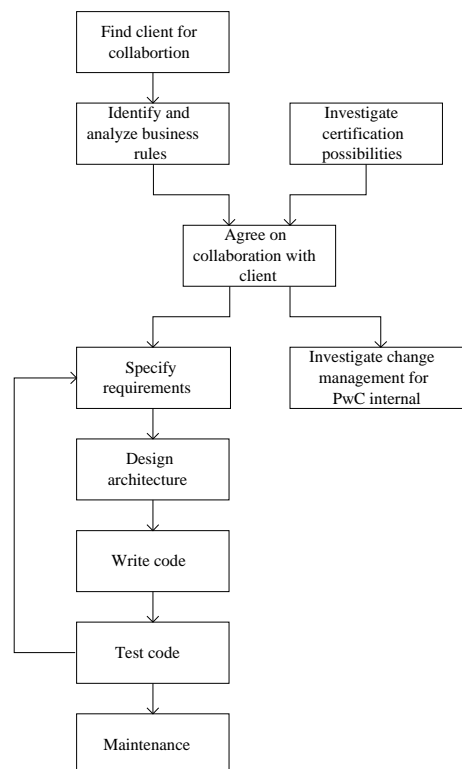 Find client for
collabortion
Identify and
analyze business
rules
Investigate
certification
possibilities
Agree on
collaboration with
client
Specify
requirements
Investigate change
management for
PwC internal
Design
architecture
Write code
Test code
Maintenance